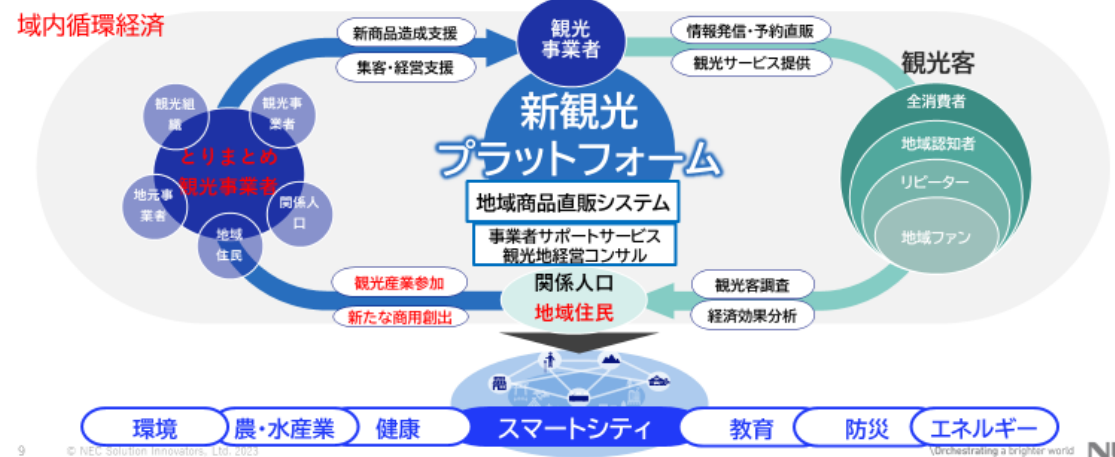 域内循環経済
新商品造成支援
集客・経営支援
観光
事業者
情報発信・予約直販
観光サービス提供
観光客
観光組
織
観光事
業者
とりまとめ
観光事業者
地元事
業者
関係人
口
地域
住民
新観光
プラットフォーム
地域商品直販システム
事業者サポートサービス
観光地経営コンサル
全消費者
地域認知者
リピーター
地域ファン
観光産業参加
新たな商用創出
関係人口
地域住民
観光客調査
経済効果分析
環境
農・水産業
健康
スマートシティ
教育
防災
エネルギー
9
© NEC Solution Innovators, Ltd. 2023
\Orchestrating a brighter world